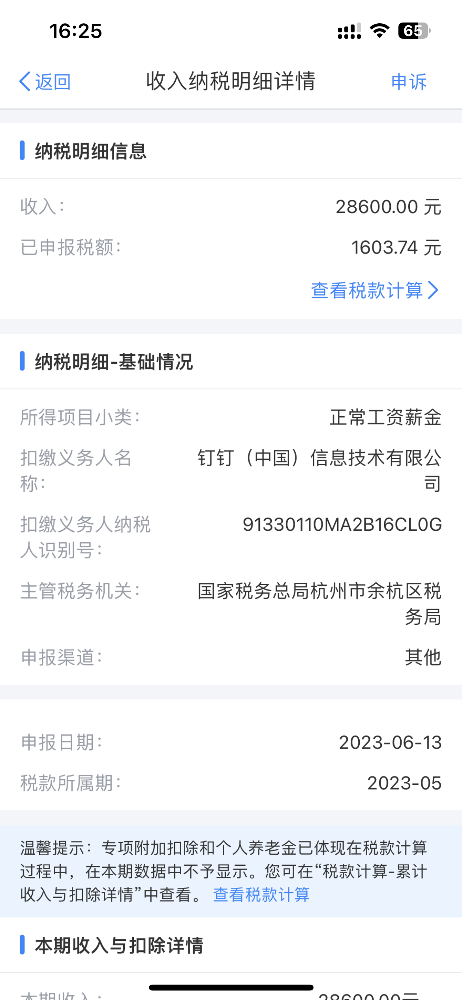 16:25
65
返回
收入纳税明细详情
申诉
纳税明细信息
收入：
28600.00 元
已申报税额：
1603.74 元
查看税款计算
纳税明细-基础情况
所得项目小类：
正常工资薪金
扣缴义务人名
称：
钉钉（中国）信息技术有限公
司
扣缴义务人纳税
人识别号：
91330110MA2B16CL0G
主管税务机关：
国家税务总局杭州市余杭区税
务局
申报渠道：
其他
申报日期：
2023-06-13
税款所属期：
2023-05
温馨提示：专项附加扣除和个人养老金已体现在税款计算
过程中，在本期数据中不予显示。您可在“税款计算-累计
收入与扣除详情”中查看。 查看税款计算
本期收入与扣除详情
本期收入：
28600.00元